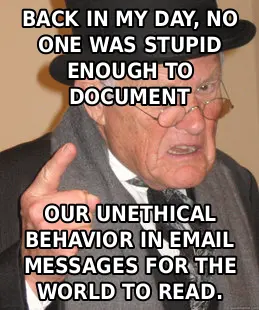 BACK IN MY DAY, NO
ONE WAS STUPID
ENOUGH TO
DOCUMENT
OUR UNETHICAL
BEHAVIOR IN EMAIL
MESSAGES FOR THE
WORLD TO READ.